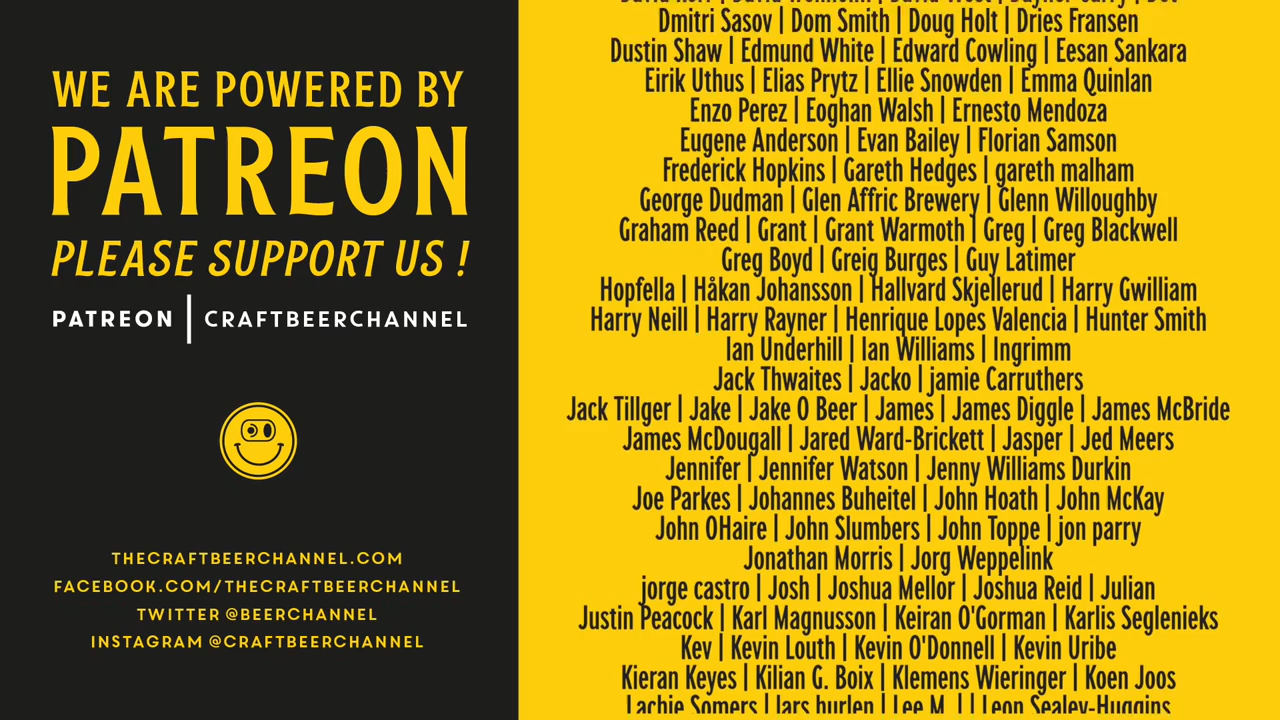 WE ARE POWERED BY
PATREON
PLEASE SUPPORT US !
PATREON | CRAFTBEERCHANNEL
THECRAFTBEERCHANNEL.COM
FACEBOOK.COM/THECRAFTBEERCHANNEL
TWITTER @BEERCHANNEL
INSTAGRAM @CRAFTBEERCHANNEL
Dmitri Sasov | Dom Smith | Doug Holt | Dries Fransen
Dustin Shaw | Edmund White | Edward Cowling | Eesan Sankara
Eirik Uthus | Elias Prytz | Ellie Snowden | Emma Quinlan
Enzo Perez | Eoghan Walsh | Ernesto Mendoza
Eugene Anderson | Evan Bailey | Florian Samson
Frederick Hopkins | Gareth Hedges | gareth malham
George Dudman | Glen Affric Brewery | Glenn Willoughby
Graham Reed | Grant | Grant Warmoth | Greg | Greg Blackwell
Greg Boyd | Greig Burges | Guy Latimer
Hopfella | Håkan Johansson | Hallvard Skjellerud | Harry Gwilliam
Harry Neill | Harry Rayner | Henrique Lopes Valencia | Hunter Smith
Ian Underhill | Ian Williams | Ingrimm
Jack Thwaites | Jacko | jamie Carruthers
Jack Tillger | Jake | Jake O Beer | James | James Diggle | James McBride
James McDougall | Jared Ward-Brickett | Jasper | Jed Meers
Jennifer | Jennifer Watson | Jenny Williams Durkin
Joe Parkes | Johannes Buheitel | John Hoath | John McKay
John OHaire | John Slumbers | John Toppe | jon parry
Jonathan Morris | Jorg Weppelink
jorge castro | Josh | Joshua Mellor | Joshua Reid | Julian
Justin Peacock | Karl Magnusson | Keiran O'Gorman | Karlis Seglenieks
Kev | Kevin Louth | Kevin O'Donnell | Kevin Uribe
Kieran Keyes | Kilian G. Boix | Klemens Wieringer | Koen Joos
Lachie Somers | lars hurlen | Lee M. | | Leon Sealey-Huggins